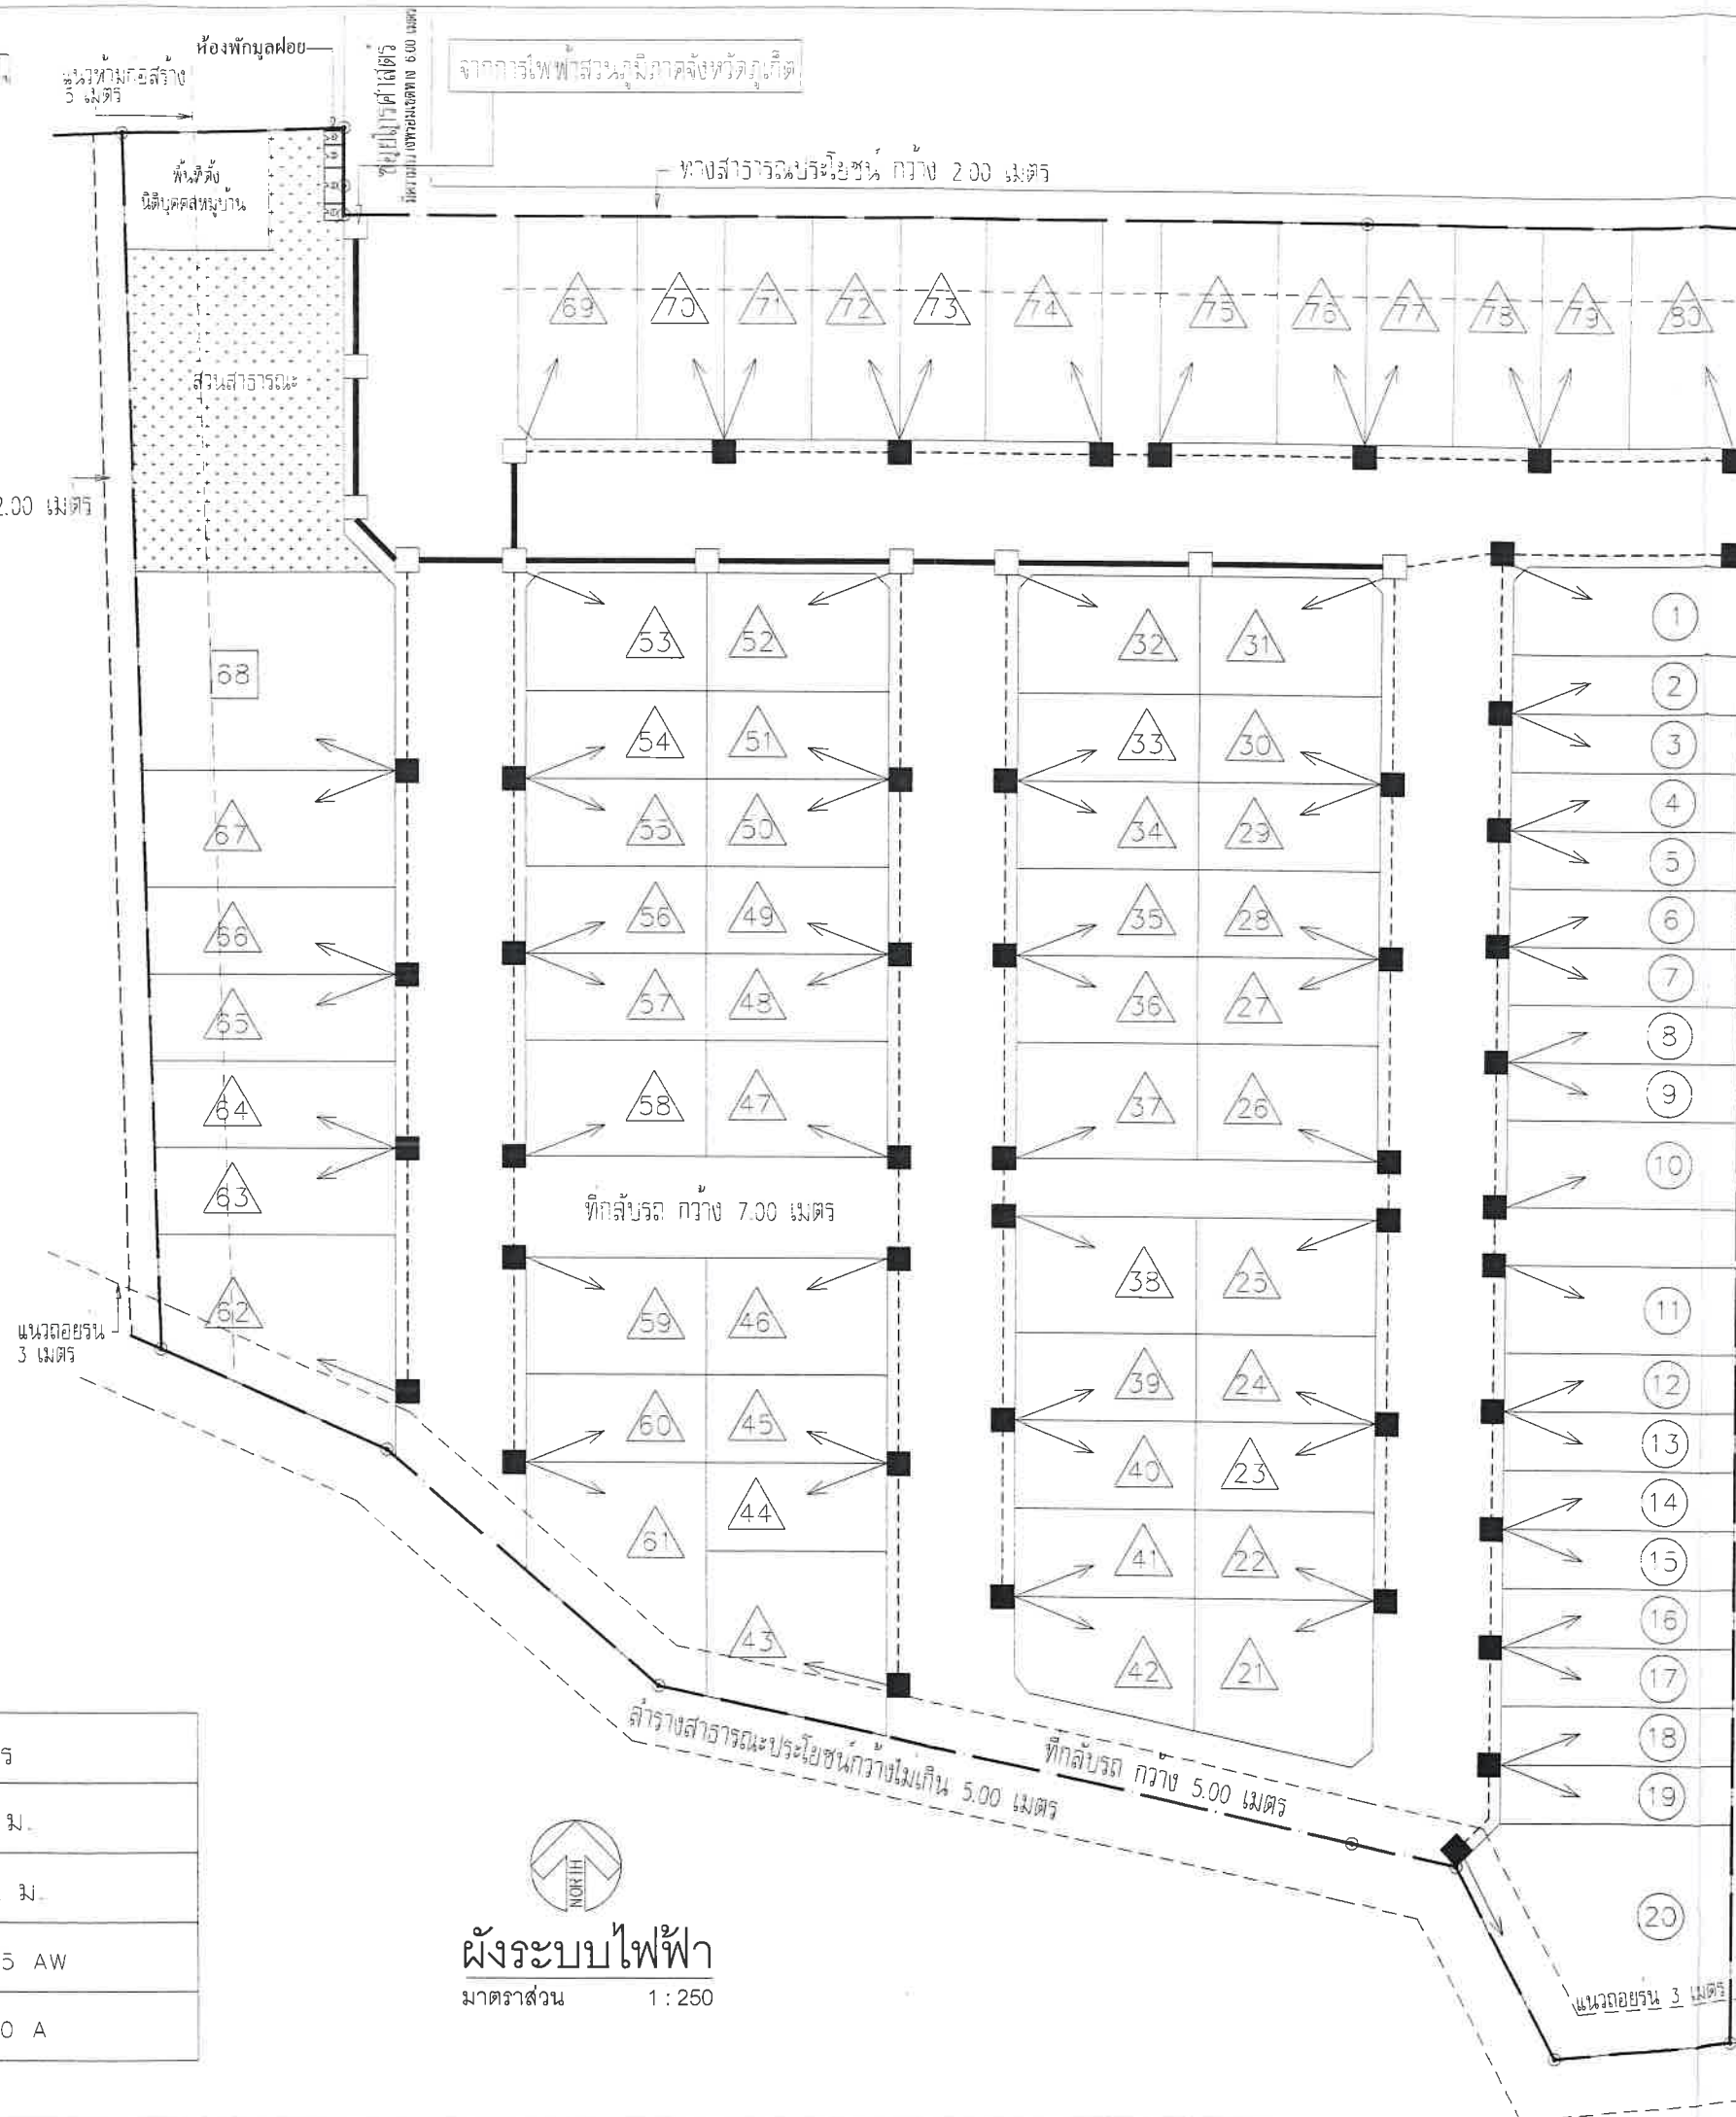 ห้องพักมูลฝอย
แนวห้ามก่อสร้าง
5 เมตร
จากการไฟฟ้าส่วนภูมิภาคจังหวัดภูเก็ต
ทางสาธารณประโยชน์ กว้าง 2.00 เมตร
พื้นที่ตั้ง
นิติบุคคลหมู่บ้าน
69 70 71 72 73 74 75 76 77 78 79 80
สวนสาธารณะ
2.00 เมตร
53 52 32 31 1
68
2
54 51 33 30
3
4
67 55 50 34 29
5
66 56 49 35 28 6
65 57 48 36 27 7
8
64 58 47 37 26 9
63 10
ที่กลับรถ กว้าง 7.00 เมตร
62 59 46 38 25 11
แนวถอยร่น
3 เมตร
39 24 12
60 45 13
40 23
61 44 14
41 22 15
43 16
42 21 17
ลำรางสาธารณะประโยชน์กว้างไม่เกิน 5.00 เมตร
ที่กลับรถ กว้าง 5.00 เมตร
18
19
20
แนวถอยร่น 3 เมตร
ร
ม.
ม.
5 AW
0 A
NORTH
ผังระบบไฟฟ้า
มาตราส่วน 1 : 250